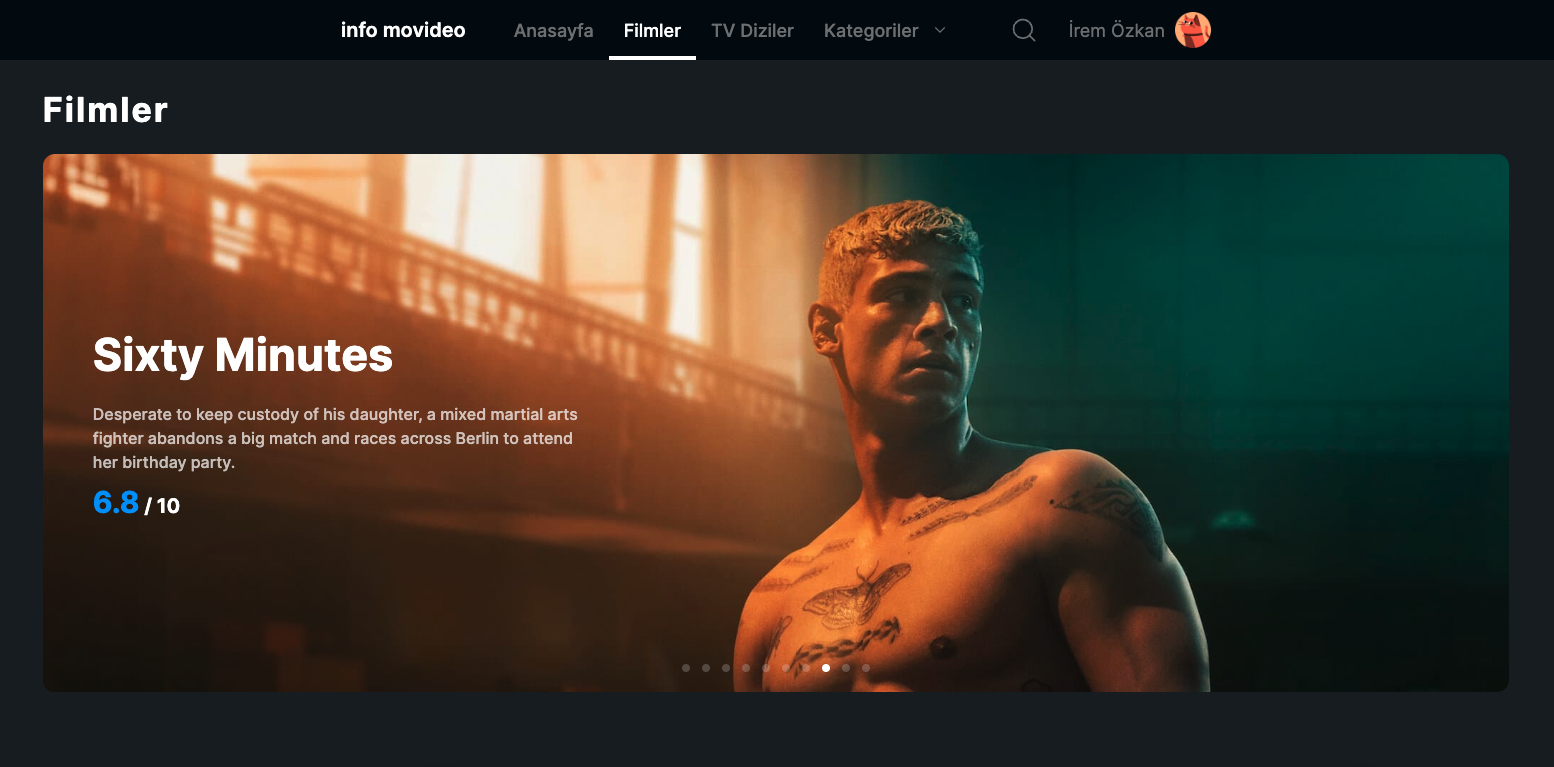 info movideo Anasayfa Filmler TV Diziler Kategoriler İrem Özkan
Filmler
Sixty Minutes
Desperate to keep custody of his daughter, a mixed martial arts
fighter abandons a big match and races across Berlin to attend
her birthday party.
6.8 / 10